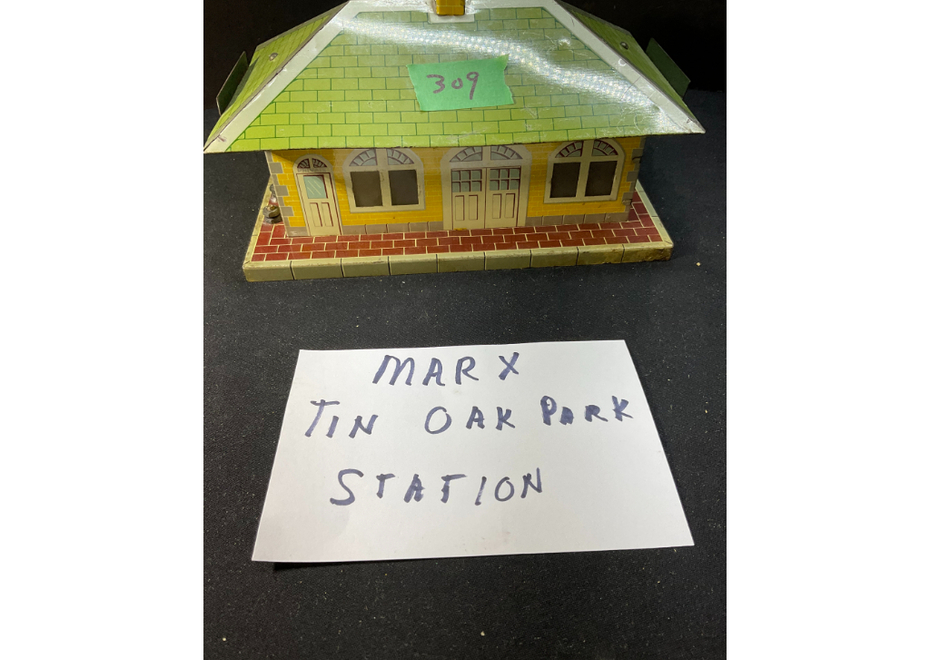 309
MARX
TIN OAK PARK
STATION